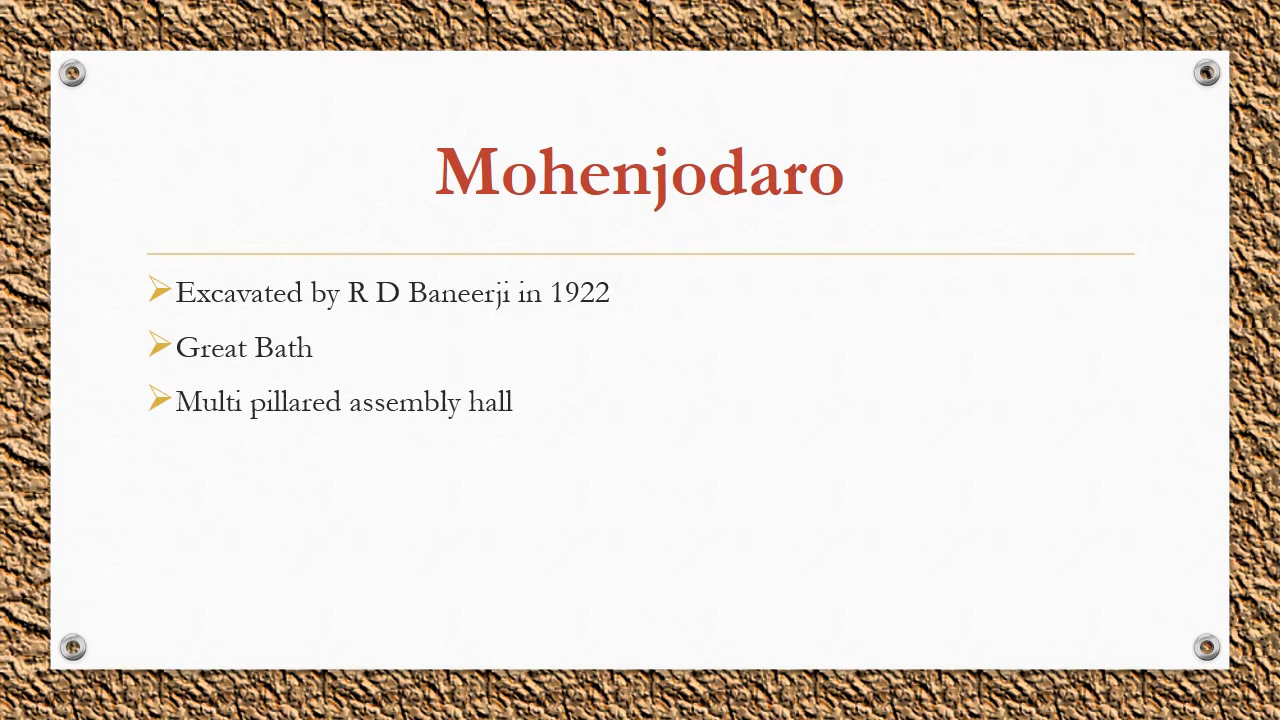 Mohenjodaro
Excavated by R D Baneerji in 1922
Great Bath
Multi pillared assembly hall